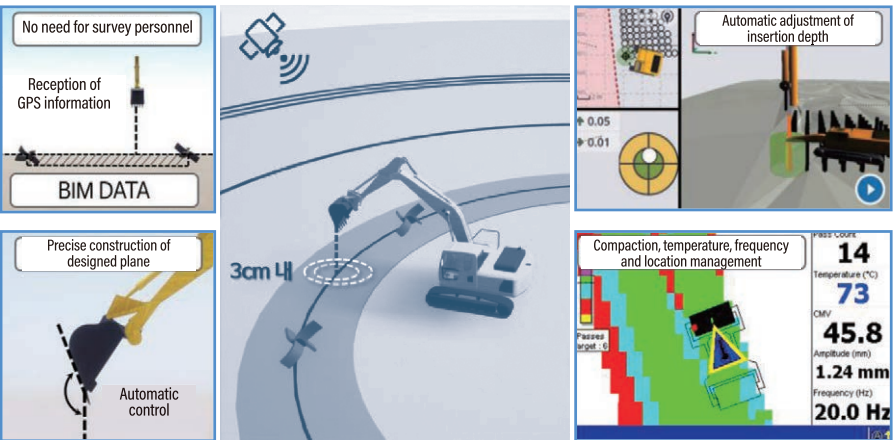 No need for survey personnel
Reception of
GPS information
BIM DATA
Precise construction of
designed plane
Automatic
control
3cm 내
Automatic adjustment of
insertion depth
0.05
0.01
Compaction, temperature, frequency
and location management
Pass Count
14
Temperature (°C)
73
CMV
45.8
Amplitude (mm)
1.24 mm
Frequency (Hz)
20.0 Hz
Passes
arget : 6